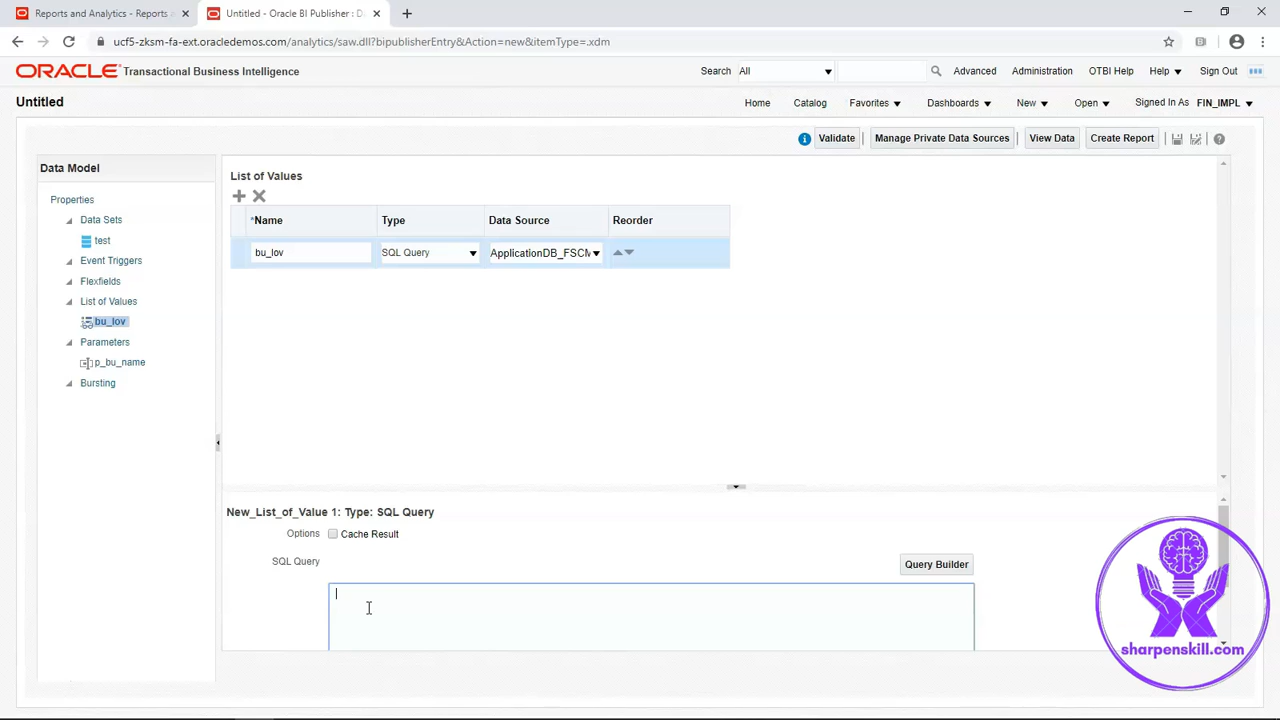 Reports and Analytics - Reports a
Untitled - Oracle BI Publisher : D
ucf5-zksm-fa-ext.oracledemos.com/analytics/saw.dll?bipublisherEntry&Action=new&itemType=.xdm
ORACLE Transactional Business Intelligence
Search All Advanced Administration OTBI Help Help Sign Out
Untitled
Home Catalog Favorites Dashboards New Open Signed In As FIN_IMPL
Validate Manage Private Data Sources View Data Create Report
Data Model
Properties
Data Sets
test
Event Triggers
Flexfields
List of Values
bu_lov
Parameters
p_bu_name
Bursting
List of Values
*Name Type Data Source Reorder
bu_lov SQL Query ApplicationDB_FSCM
New_List_of_Value 1: Type: SQL Query
Options Cache Result
SQL Query
Query Builder
sharpenskill.com